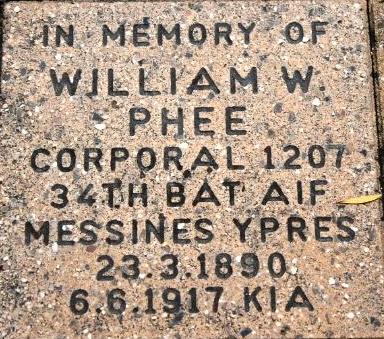 IN MEMORY OF
WILLIAM W.
PHEE
CORPORAL 1207
34TH BAT AIF
MESSINES YPRES
23.3.1890
6.6.1917 KIA